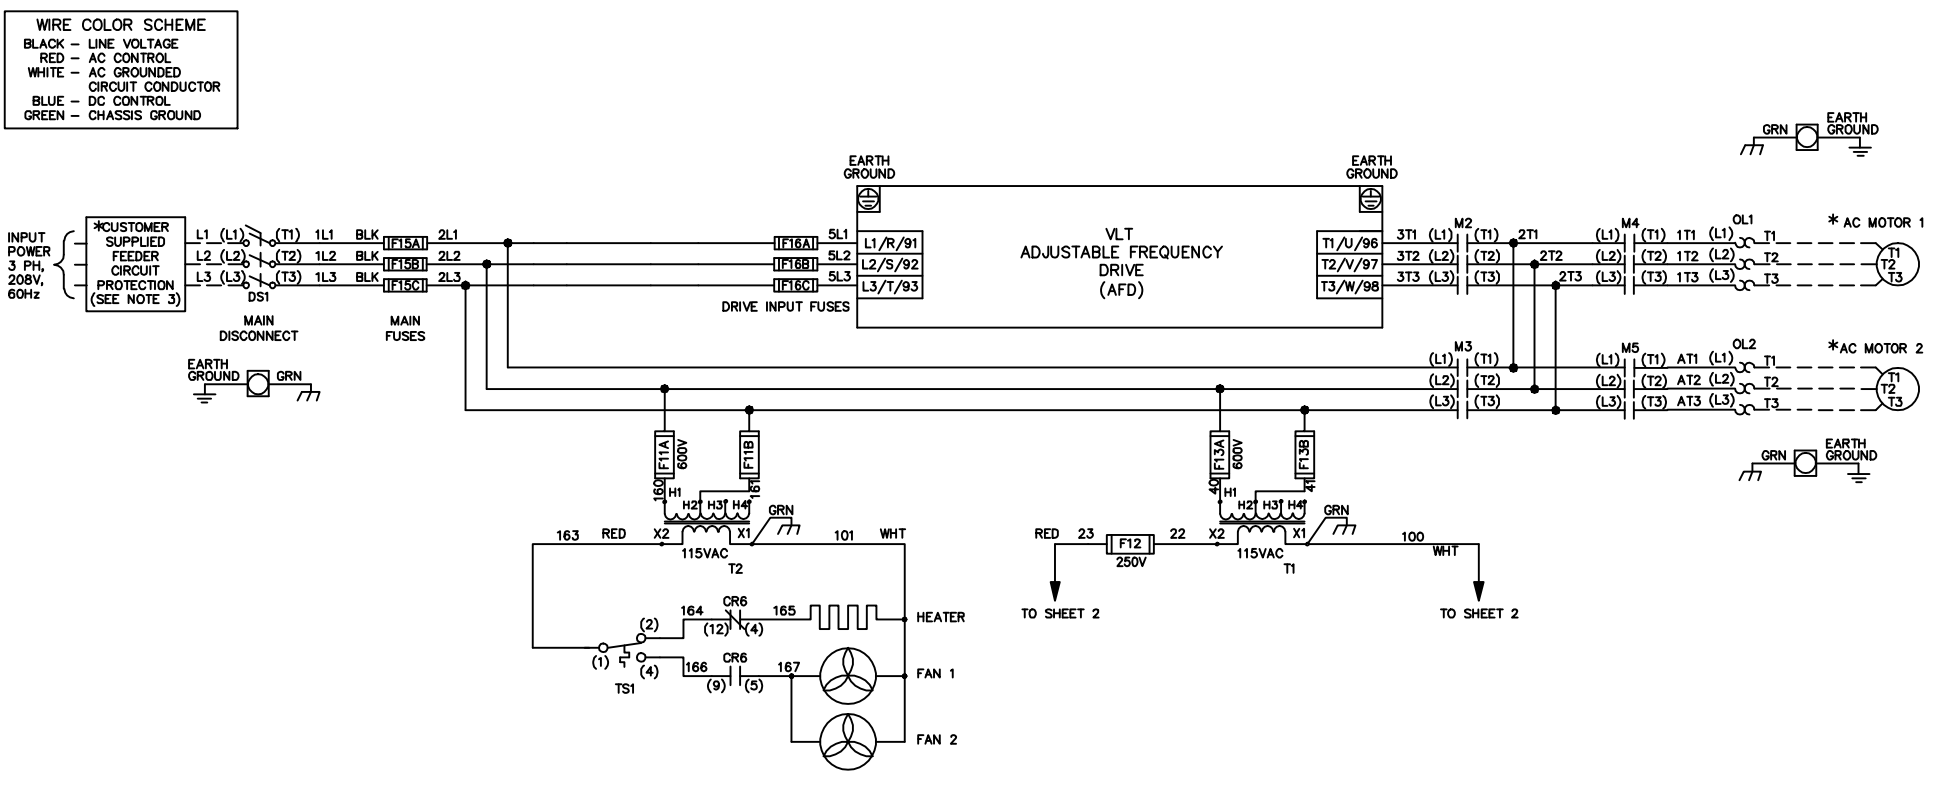 WIRE COLOR SCHEME
BLACK – LINE VOLTAGE
RED – AC CONTROL
WHITE – AC GROUNDED
CIRCUIT CONDUCTOR
BLUE – DC CONTROL
GREEN – CHASSIS GROUND
GRN
EARTH
GROUND
EARTH
GROUND
EARTH
GROUND
INPUT
POWER
3 PH,
208V,
60Hz
*CUSTOMER
SUPPLIED
FEEDER
CIRCUIT
PROTECTION
(SEE NOTE 3)
L1 (L1) (T1) 1L1 BLK F15A 2L1
L2 (L2) (T2) 1L2 BLK F15B 2L2
L3 (L3) (T3) 1L3 BLK F15C 2L3
DS1
MAIN
DISCONNECT
MAIN
FUSES
F16A 5L1 L1/R/91
F16B 5L2 L2/S/92
F16C 5L3 L3/T/93
DRIVE INPUT FUSES
VLT
ADJUSTABLE FREQUENCY
DRIVE
(AFD)
M2 M4 OL1 * AC MOTOR 1
T1/U/96 3T1 (L1) (T1) 2T1 (L1) (T1) 1T1 (L1) T1 T1
T2/V/97 3T2 (L2) (T2) 2T2 (L2) (T2) 1T2 (L2) T2 T2
T3/W/98 3T3 (L3) (T3) 2T3 (L3) (T3) 1T3 (L3) T3 T3
M3 M5 OL2 *AC MOTOR 2
(L1) (T1) (L1) (T1) AT1 (L1) T1 T1
(L2) (T2) (L2) (T2) AT2 (L2) T2 T2
(L3) (T3) (L3) (T3) AT3 (L3) T3 T3
EARTH
GROUND
GRN
GRN
EARTH
GROUND
F11A
600V
F11B
160
161
H1 H2 H3 H4
GRN
163 RED X2 X1 101 WHT
115VAC
T2
F13A
600V
F13B
40
41
H1 H2 H3 H4
GRN
RED 23 F12 22 X2 X1 100
WHT
250V
115VAC
T1
TO SHEET 2
TO SHEET 2
CR6
164 165 HEATER
(2) (12) (4)
(1)
TS1
CR6
(4) 166 167 FAN 1
(9) (5)
FAN 2